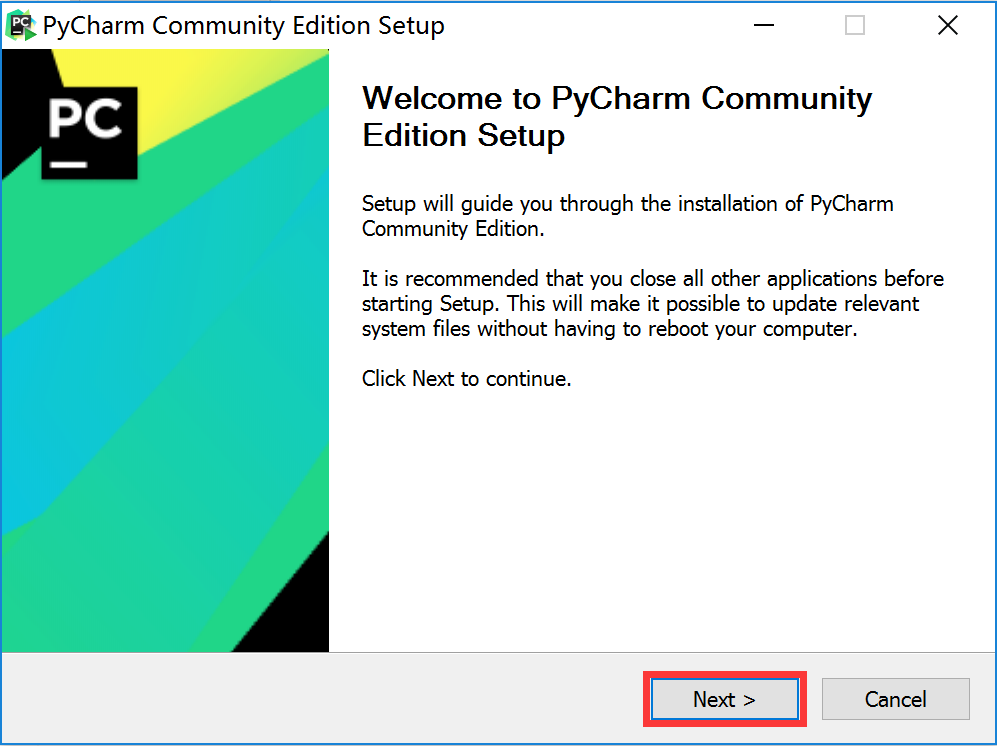 PC PyCharm Community Edition Setup
PC
Welcome to PyCharm Community
Edition Setup
Setup will guide you through the installation of PyCharm
Community Edition.
It is recommended that you close all other applications before
starting Setup. This will make it possible to update relevant
system files without having to reboot your computer.
Click Next to continue.
Next > Cancel